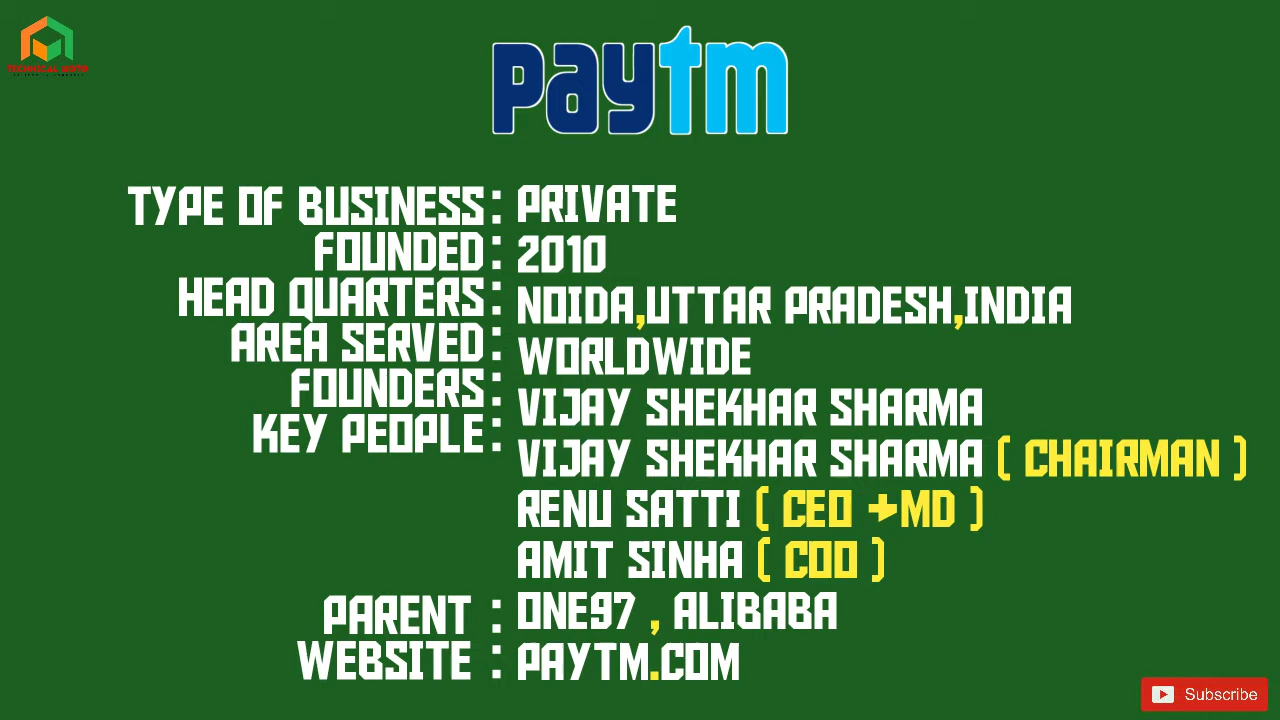 paytm
TYPE OF BUSINESS : PRIVATE
FOUNDED : 2010
HEAD QUARTERS : NOIDA,UTTAR PRADESH,INDIA
AREA SERVED : WORLDWIDE
FOUNDERS : VIJAY SHEKHAR SHARMA
KEY PEOPLE : VIJAY SHEKHAR SHARMA ( CHAIRMAN )
RENU SATTI ( CEO +MD )
AMIT SINHA ( COO )
PARENT : ONE97 , ALIBABA
WEBSITE : PAYTM.COM
Subscribe